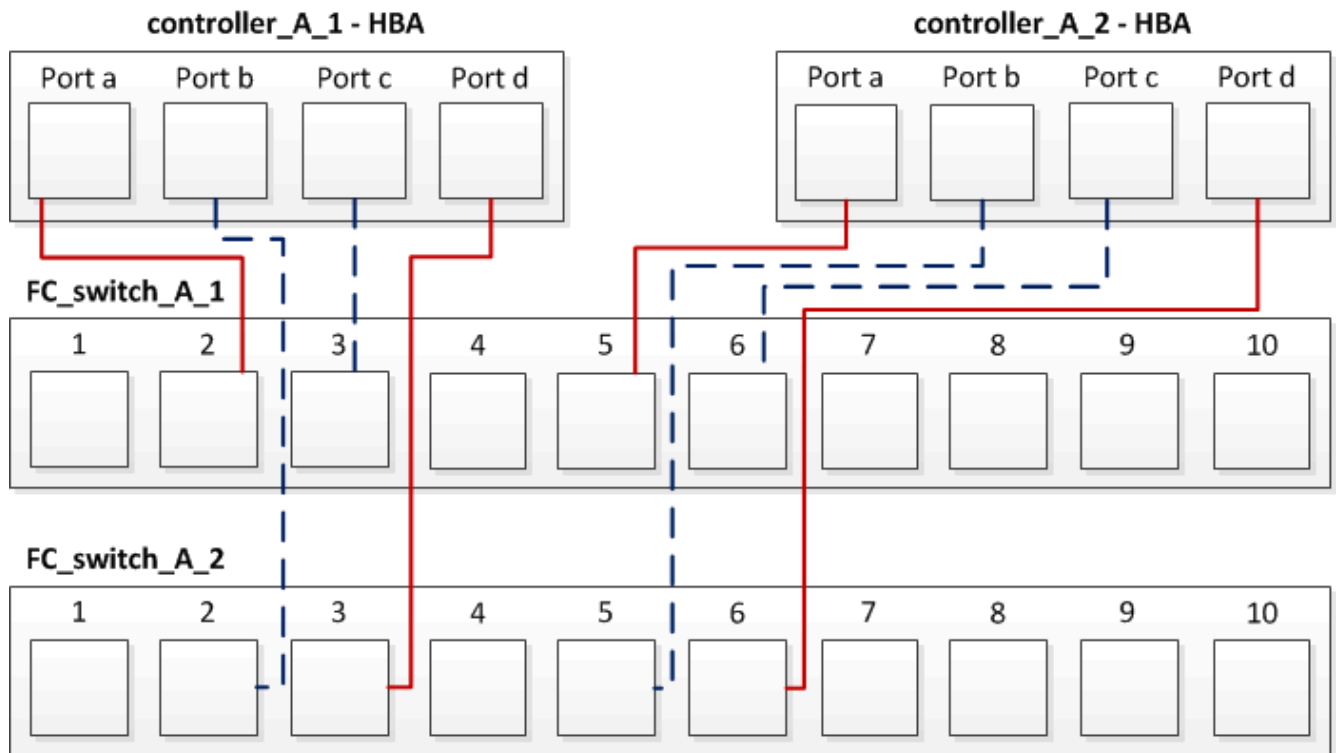 controller_A_1 - HBA controller_A_2 - HBA
Port a Port b Port c Port d Port a Port b Port c Port d
FC_switch_A_1
1 2 3 4 5 6 7 8 9 10
FC_switch_A_2
1 2 3 4 5 6 7 8 9 10